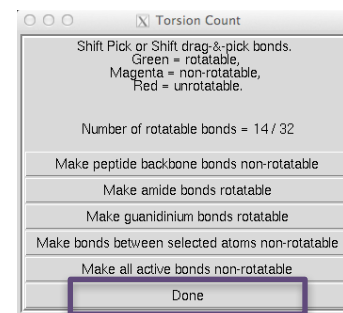 Torsion Count
Shift Pick or Shift drag-&-pick bonds.
Green = rotatable,
Magenta = non-rotatable,
Red = unrotatable.
Number of rotatable bonds = 14 / 32
Make peptide backbone bonds non-rotatable
Make amide bonds rotatable
Make guanidinium bonds rotatable
Make bonds between selected atoms non-rotatable
Make all active bonds non-rotatable
Done